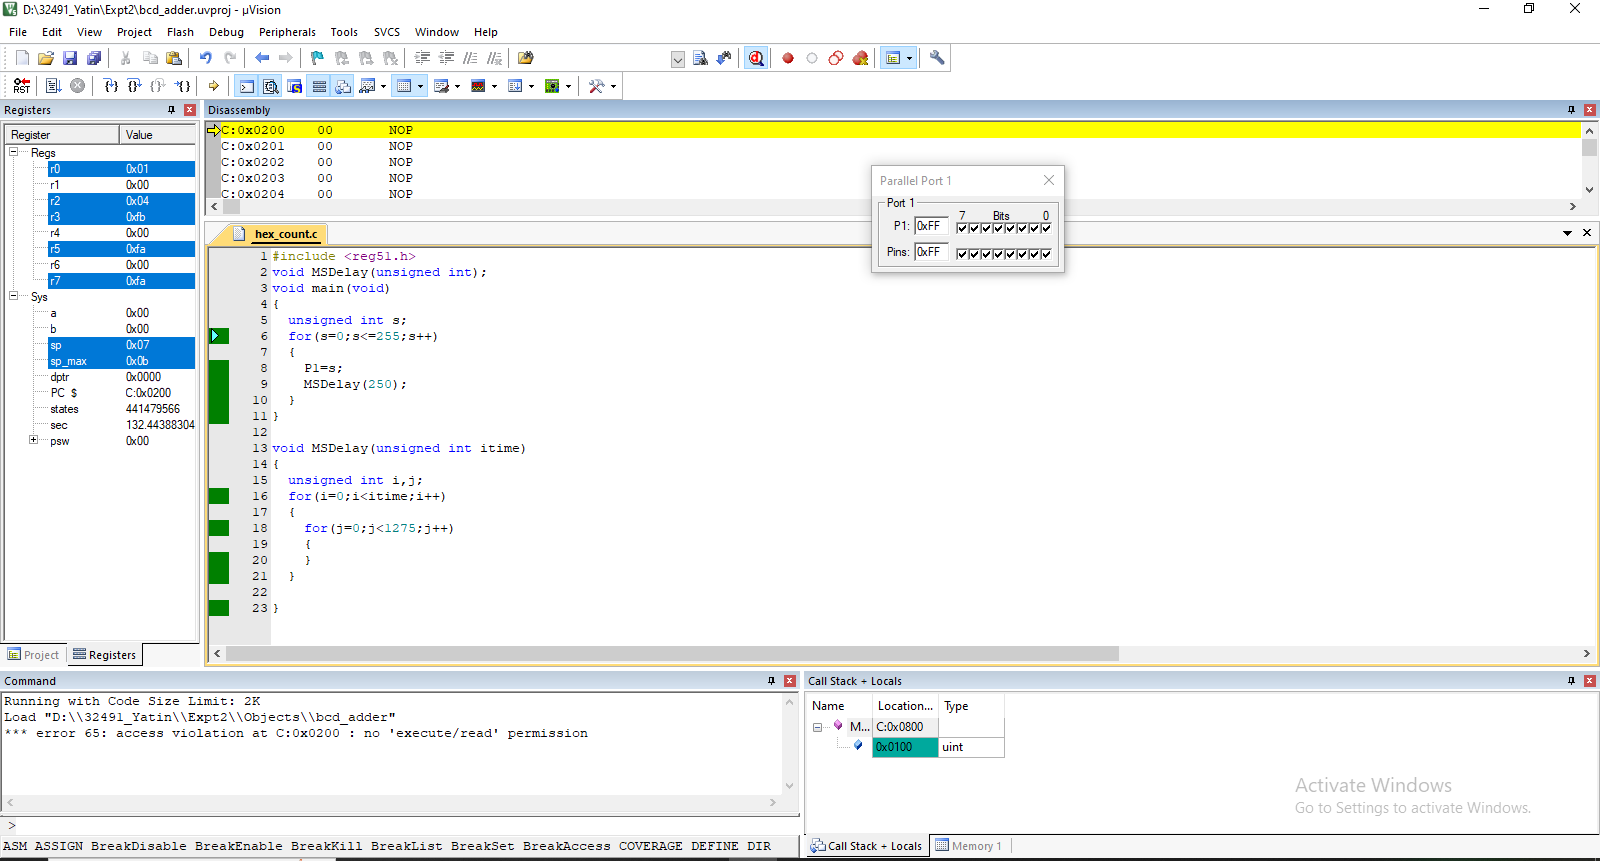 D:\32491_Yatin\Expt2\bcd_adder.uvproj - µVision
File Edit View Project Flash Debug Peripherals Tools SVCS Window Help
RST
Registers
Register Value
Regs
r0 0x01
r1 0x00
r2 0x04
r3 0xfb
r4 0x00
r5 0xfa
r6 0x00
r7 0xfa
Sys
a 0x00
b 0x00
sp 0x07
sp_max 0x0b
dptr 0x0000
PC $ C:0x0200
states 441479566
sec 132.44388304
psw 0x00
Project Registers
Disassembly
C:0x0200 00 NOP
C:0x0201 00 NOP
C:0x0202 00 NOP
C:0x0203 00 NOP
C:0x0204 00 NOP
Parallel Port 1
Port 1
7 Bits 0
P1: 0xFF
Pins: 0xFF
hex_count.c
1 #include <reg51.h>
2 void MSDelay(unsigned int);
3 void main(void)
4 {
5 unsigned int s;
6 for(s=0;s<=255;s++)
7 {
8 P1=s;
9 MSDelay(250);
10 }
11 }
12
13 void MSDelay(unsigned int itime)
14 {
15 unsigned int i,j;
16 for(i=0;i<itime;i++)
17 {
18 for(j=0;j<1275;j++)
19 {
20 }
21 }
22
23 }
Command
Running with Code Size Limit: 2K
Load "D:\\32491_Yatin\\Expt2\\Objects\\bcd_adder"
*** error 65: access violation at C:0x0200 : no 'execute/read' permission
>
ASM ASSIGN BreakDisable BreakEnable BreakKill BreakList BreakSet BreakAccess COVERAGE DEFINE DIR
Call Stack + Locals
Name Location... Type
M... C:0x0800
0x0100 uint
Activate Windows
Go to Settings to activate Windows.
Call Stack + Locals Memory 1